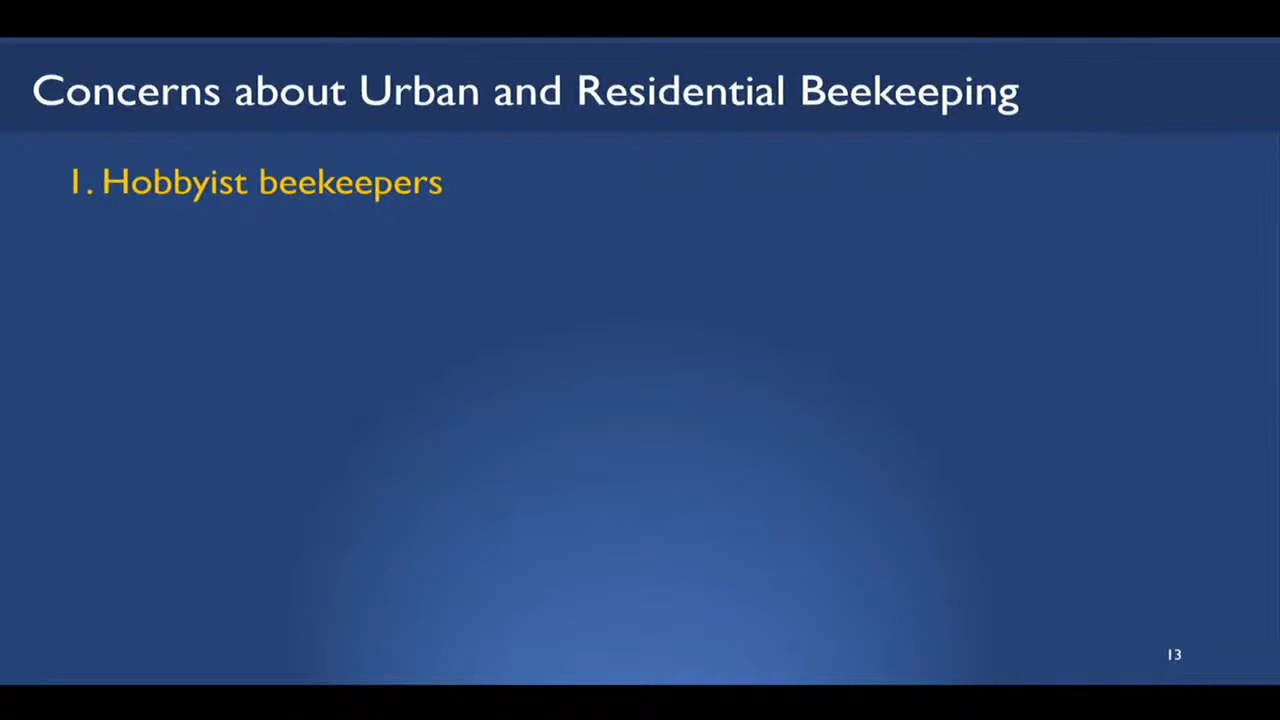 Concerns about Urban and Residential Beekeeping
1. Hobbyist beekeepers
13